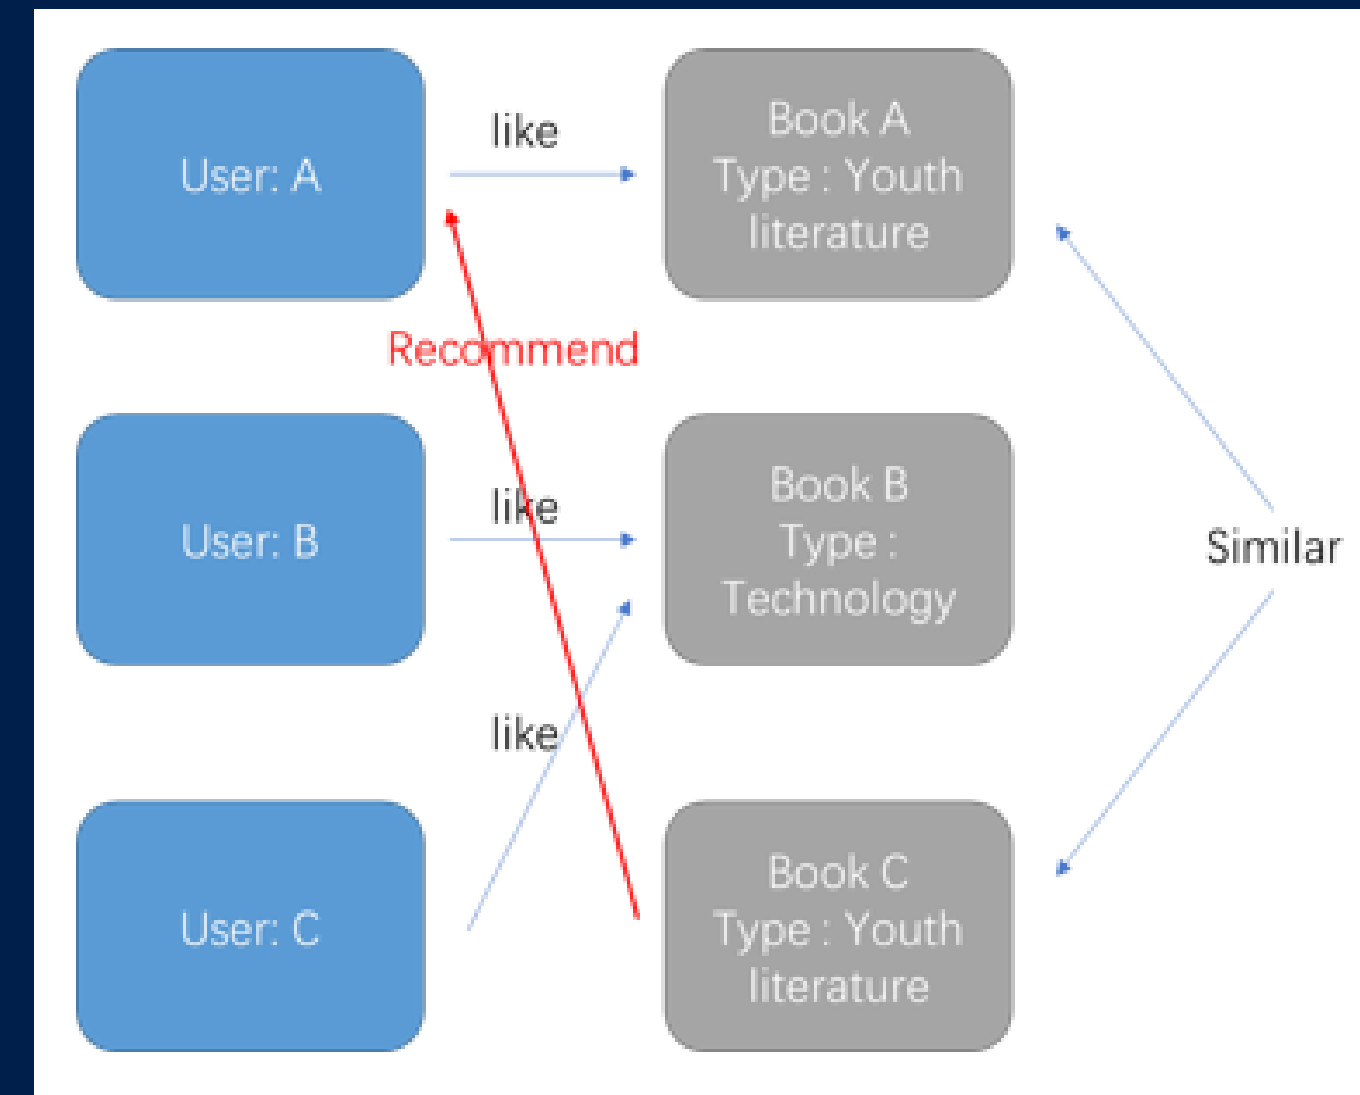 User: A
like
Book A
Type : Youth
literature
Recommend
User: B
like
Book B
Type :
Technology
Similar
like
User: C
Book C
Type : Youth
literature